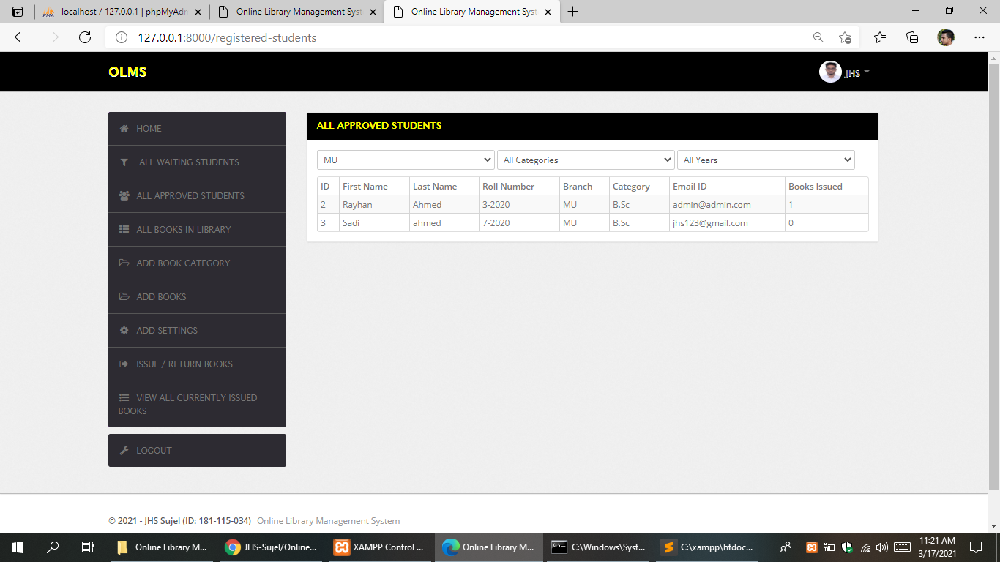 localhost / 127.0.0.1 | phpMyAdn
Online Library Management Syst
Online Library Management Syst
127.0.0.1:8000/registered-students
OLMS
JHS
HOME
ALL WAITING STUDENTS
ALL APPROVED STUDENTS
ALL BOOKS IN LIBRARY
ADD BOOK CATEGORY
ADD BOOKS
ADD SETTINGS
ISSUE / RETURN BOOKS
VIEW ALL CURRENTLY ISSUED
BOOKS
LOGOUT
ALL APPROVED STUDENTS
MU All Categories All Years
ID First Name Last Name Roll Number Branch Category Email ID Books Issued
2 Rayhan Ahmed 3-2020 MU B.Sc admin@admin.com 1
3 Sadi ahmed 7-2020 MU B.Sc jhs123@gmail.com 0
© 2021 - JHS Sujel (ID: 181-115-034) _Online Library Management System
Online Library M...
JHS-Sujel/Online...
XAMPP Control ...
Online Library M...
C:\Windows\Syst...
C:\xampp\htdoc...
11:21 AM
3/17/2021